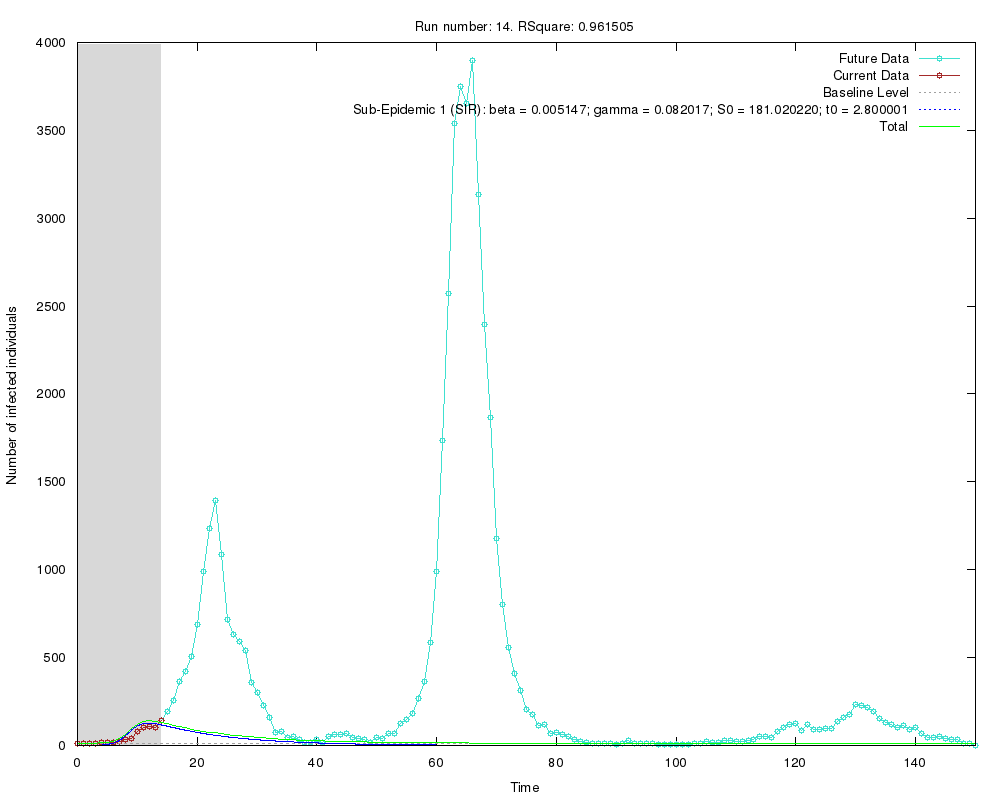 Run number: 14. RSquare: 0.961505
Number of infected individuals
4000
3500
3000
2500
2000
1500
1000
500
0
Future Data
Current Data
Baseline Level
Sub-Epidemic 1 (SIR): beta = 0.005147; gamma = 0.082017; S0 = 181.020220; t0 = 2.800001
Total
0 20 40 60 80 100 120 140
Time